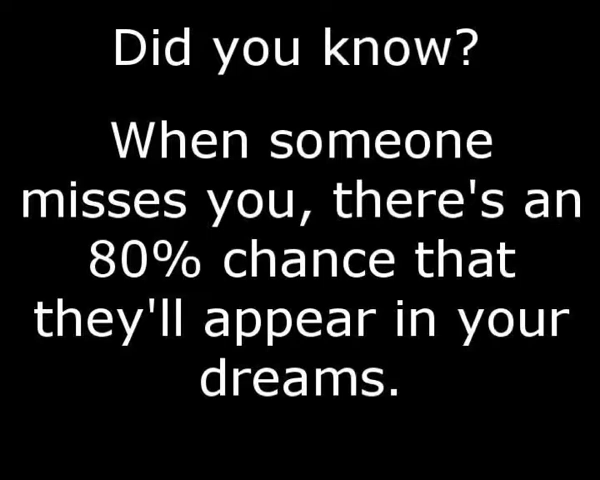 Did you know?
When someone
misses you, there's an
80% chance that
they'll appear in your
dreams.